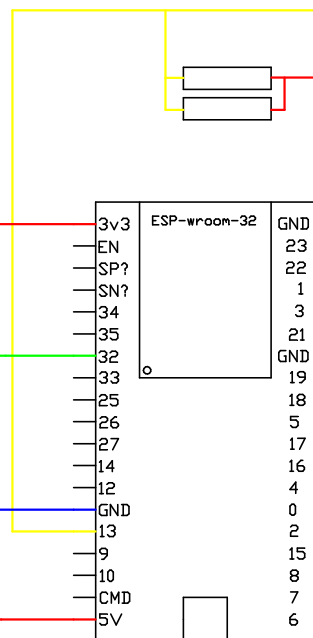 ESP-wroom-32
3v3 GND
EN 23
SP? 22
SN? 1
34 3
35 21
32 GND
33 19
25 18
26 5
27 17
14 16
12 4
GND 0
13 2
9 15
10 8
CMD 7
5V 6